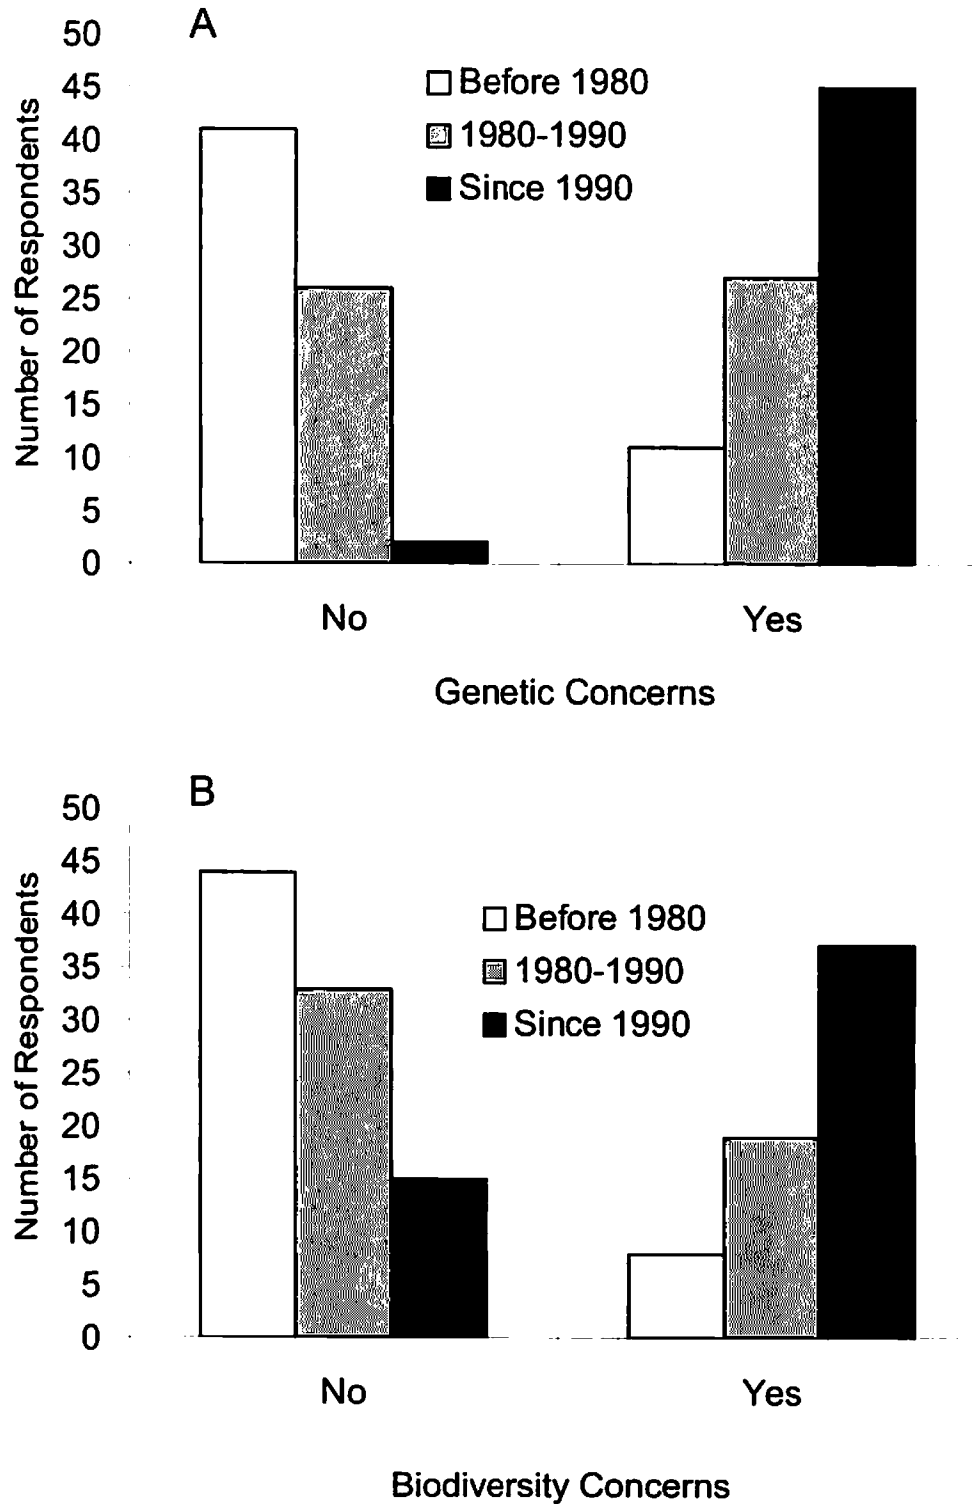 A
50
45
40
35
30
25
20
15
10
5
0
Number of Respondents
Before 1980
1980-1990
Since 1990
No Yes
Genetic Concerns
B
50
45
40
35
30
25
20
15
10
5
0
Number of Respondents
Before 1980
1980-1990
Since 1990
No Yes
Biodiversity Concerns